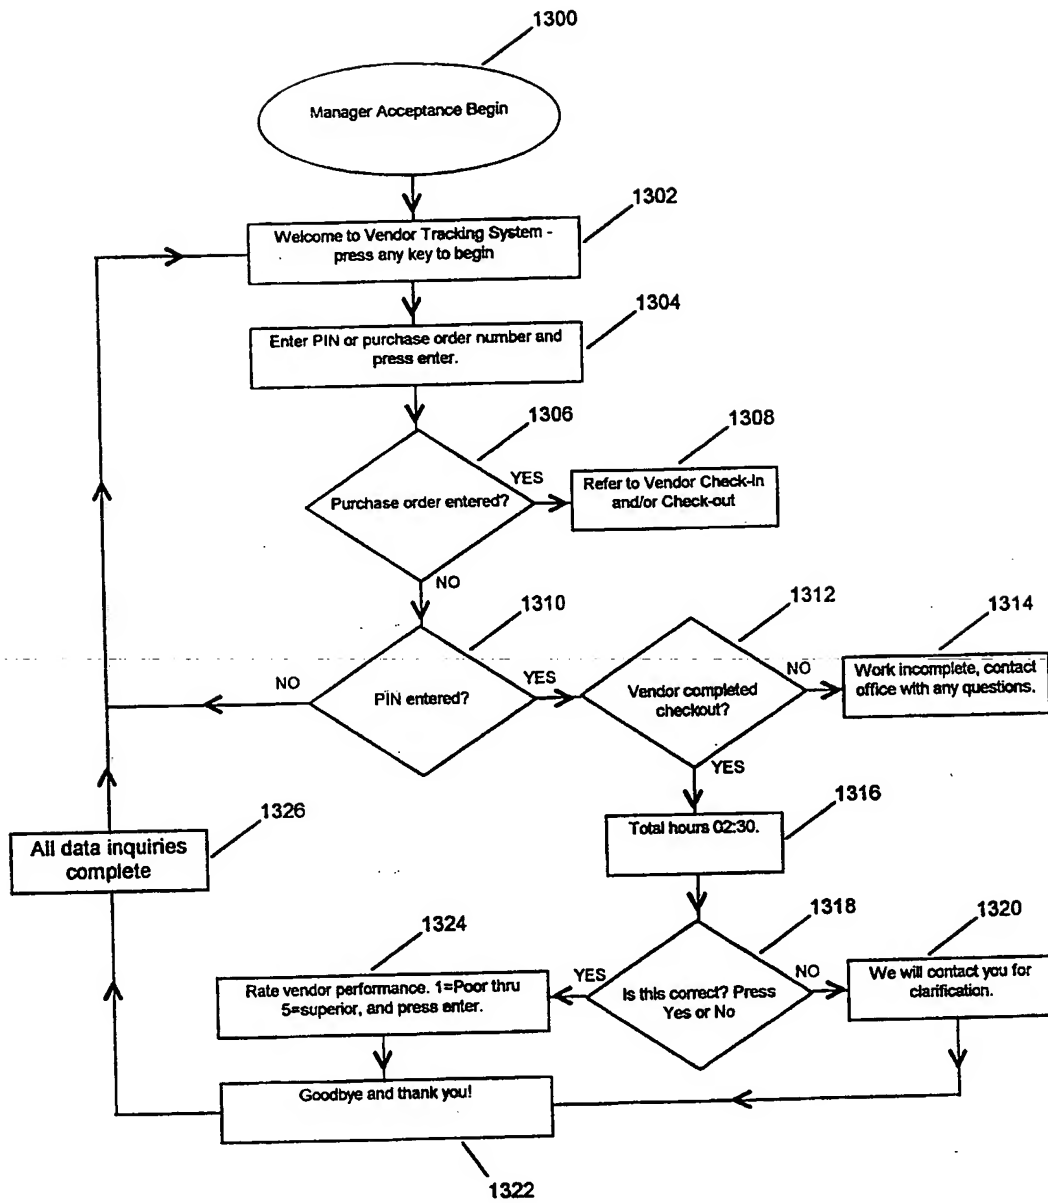 1300
Manager Acceptance Begin
1302
Welcome to Vendor Tracking System -
press any key to begin
1304
Enter PIN or purchase order number and
press enter.
1306
Purchase order entered?
YES
1308
Refer to Vendor Check-in
and/or Check-out
NO
1310
PIN entered?
NO
YES
1312
Vendor completed
checkout?
NO
1314
Work incomplete, contact
office with any questions.
YES
1316
Total hours 02:30.
1326
All data inquiries
complete
1318
Is this correct? Press
Yes or No
NO
1320
We will contact you for
clarification.
YES
1324
Rate vendor performance. 1=Poor thru
5=superior, and press enter.
Goodbye and thank you!
1322